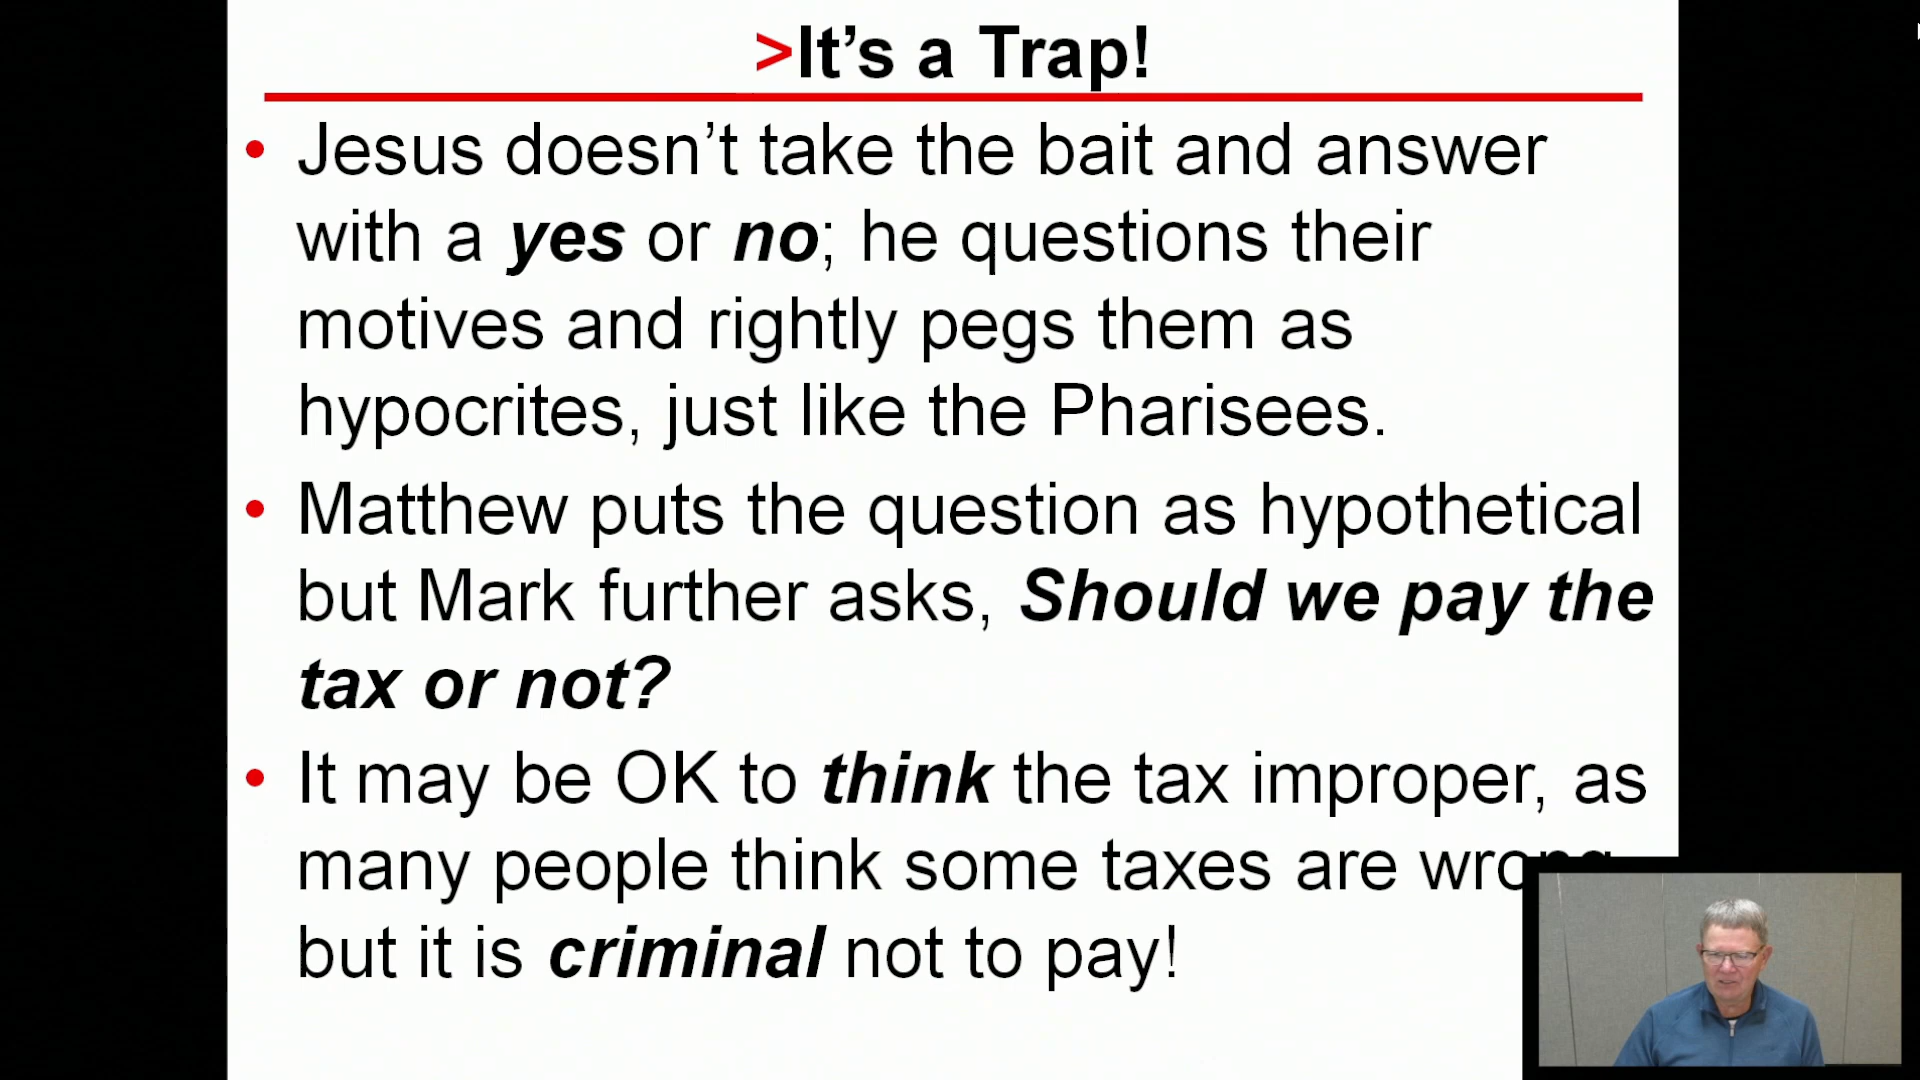 >It’s a Trap!
• Jesus doesn’t take the bait and answer
with a yes or no; he questions their
motives and rightly pegs them as
hypocrites, just like the Pharisees.
• Matthew puts the question as hypothetical
but Mark further asks, Should we pay the
tax or not?
• It may be OK to think the tax improper, as
many people think some taxes are
but it is criminal not to pay!